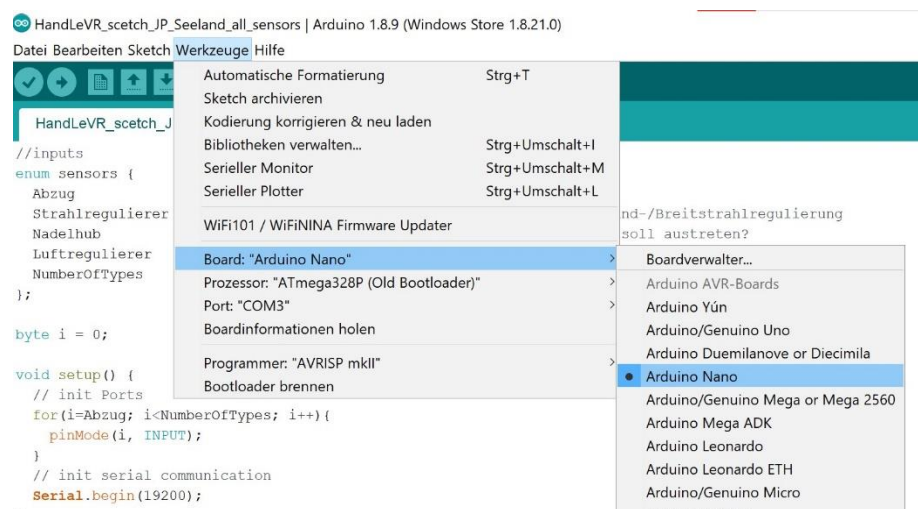 HandLeVR_scetch_JP_Seeland_all_sensors | Arduino 1.8.9 (Windows Store 1.8.21.0)
Datei Bearbeiten Sketch Werkzeuge Hilfe
HandLeVR_scetch_J
//inputs
enum sensors {
Abzug
Strahlregulierer
nd-/Breitstrahlregulierung
Nadelhub
soll austreten?
Luftregulierer
NumberOfTypes
};
byte i = 0;
void setup() {
// init Ports
for(i=Abzug; i<NumberOfTypes; i++){
pinMode(i, INPUT);
}
// init serial communication
Serial.begin(19200);
Automatische Formatierung Strg+T
Sketch archivieren
Kodierung korrigieren & neu laden
Bibliotheken verwalten... Strg+Umschalt+I
Serieller Monitor Strg+Umschalt+M
Serieller Plotter Strg+Umschalt+L
WiFi101 / WiFiNINA Firmware Updater
Board: "Arduino Nano"
Prozessor: "ATmega328P (Old Bootloader)"
Port: "COM3"
Boardinformationen holen
Programmer: "AVRISP mkII"
Bootloader brennen
Boardverwalter...
Arduino AVR-Boards
Arduino Yún
Arduino/Genuino Uno
Arduino Duemilanove or Diecimila
Arduino Nano
Arduino/Genuino Mega or Mega 2560
Arduino Mega ADK
Arduino Leonardo
Arduino Leonardo ETH
Arduino/Genuino Micro